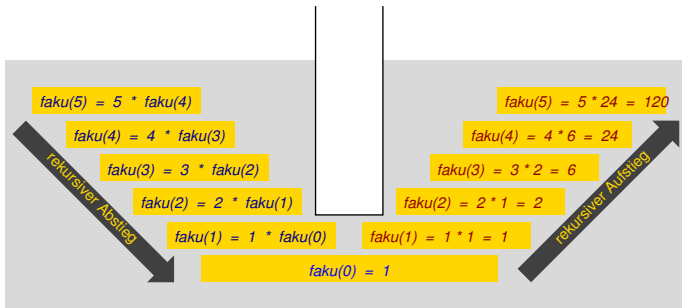 faku(5) = 5 * faku(4)
faku(4) = 4 * faku(3)
faku(3) = 3 * faku(2)
faku(2) = 2 * faku(1)
faku(1) = 1 * faku(0)
rekursiver Abstieg
faku(0) = 1
faku(5) = 5 * 24 = 120
faku(4) = 4 * 6 = 24
faku(3) = 3 * 2 = 6
faku(2) = 2 * 1 = 2
faku(1) = 1 * 1 = 1
rekursiver Aufstieg